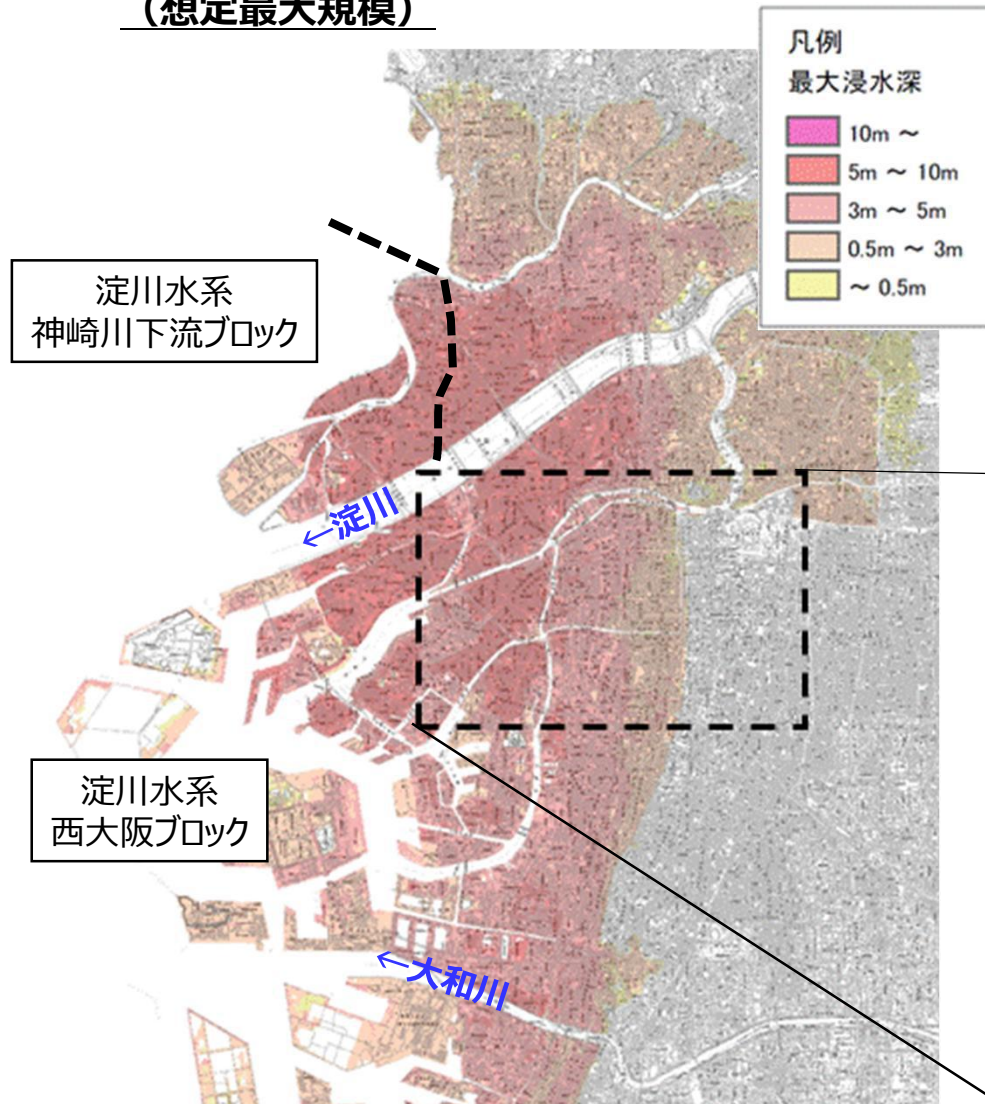 （想定最大規模）
凡例
最大浸水深
10m ～
5m ～ 10m
3m ～ 5m
0.5m ～ 3m
～ 0.5m
淀川水系
神崎川下流ブロック
←淀川
淀川水系
西大阪ブロック
←大和川